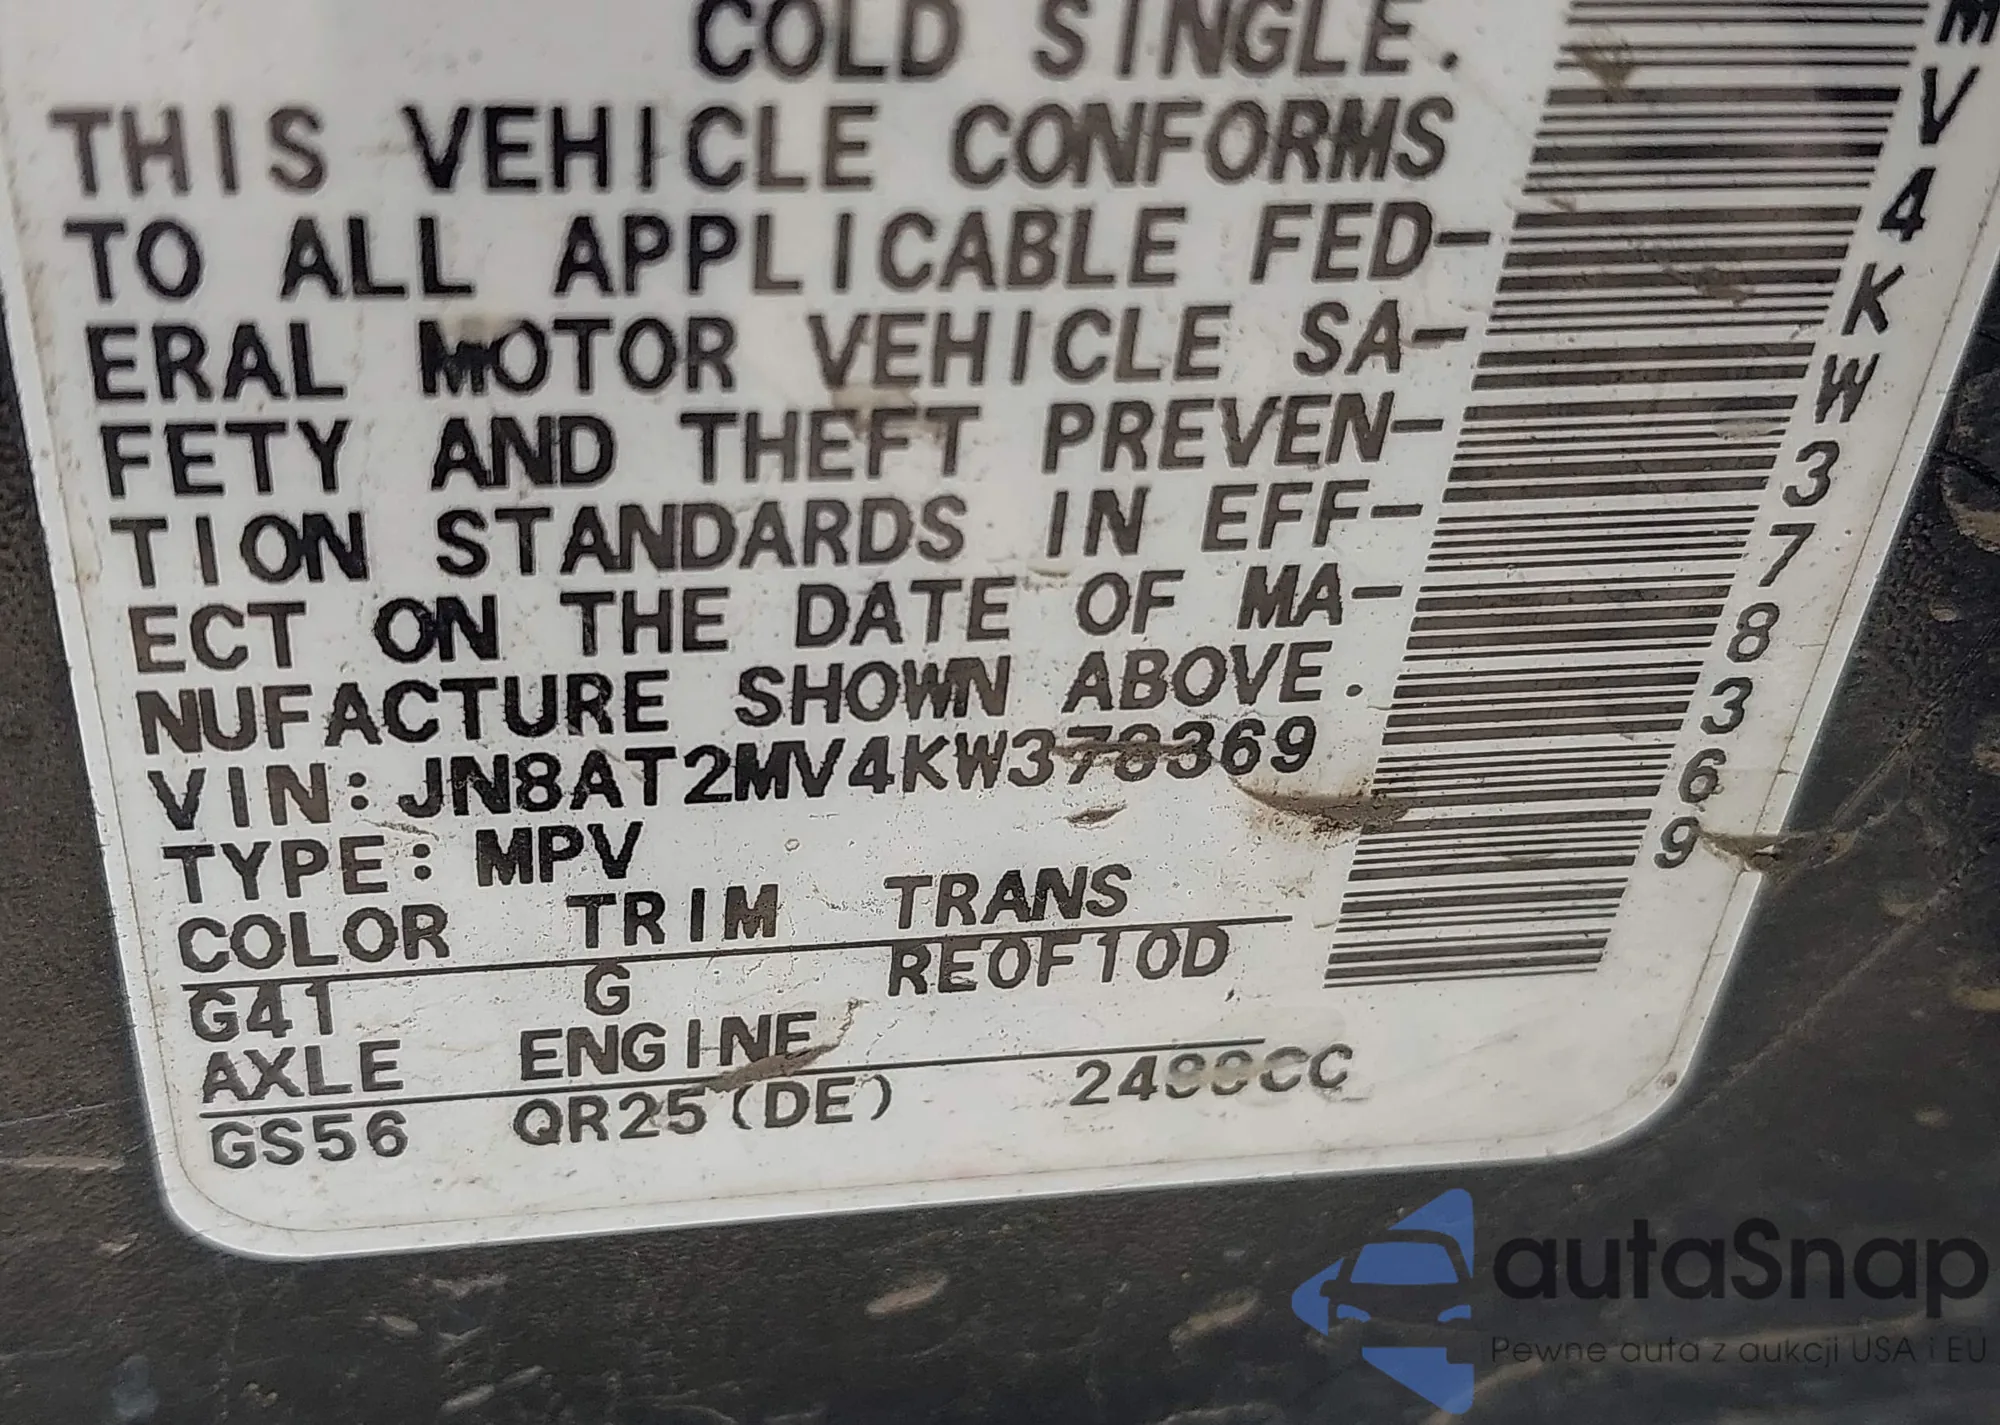 COLD SINGLE.
THIS VEHICLE CONFORMS
TO ALL APPLICABLE FED-
ERAL MOTOR VEHICLE SA-
FETY AND THEFT PREVEN-
TION STANDARDS IN EFF-
ECT ON THE DATE OF MA-
NUFACTURE SHOWN ABOVE.
VIN: JN8AT2MV4KW378369
TYPE: MPV
COLOR TRIM TRANS
G41 G RE0F10D
AXLE ENGINE
GS56 QR25(DE) 2488CC
MV4KW378369
autaSnap
Pewne auta z aukcji USA i EU